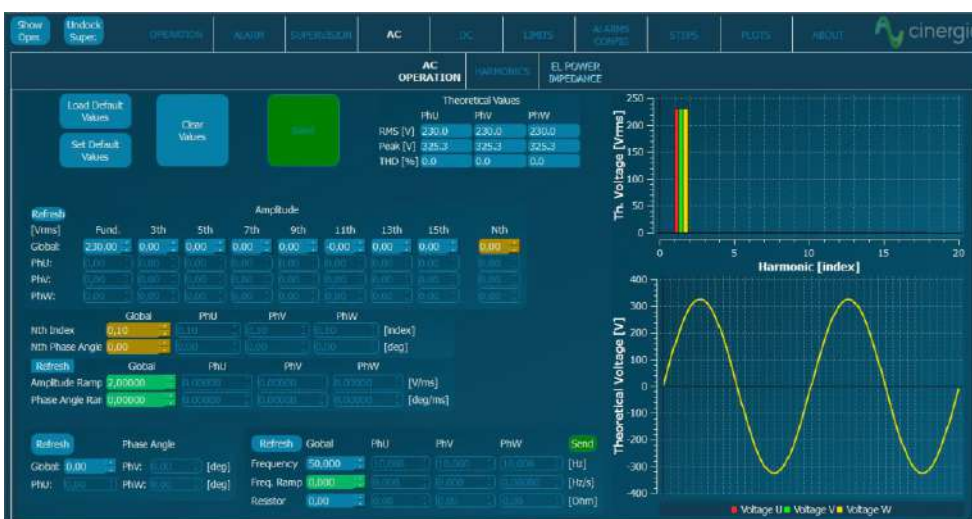 Show Oper. Undock Super. OPERATION ALARM SUPERVISION AC DC LIMITS ALARMS CONFIG STEPS PLOTS ABOUT cinergi
AC OPERATION HARMONICS EL POWER IMPEDANCE
Load Default Values
Set Default Values
Clear Values
Theoretical Values
PhU PhV PhW
RMS [V] 230.0 230.0 230.0
Peak [V] 325.3 325.3 325.3
THD [%] 0.0 0.0 0.0
Refresh Amplitude
[Vrms] Fund. 3th 5th 7th 9th 11th 13th 15th Nth
Global: 230,00 0,00 0,00 0,00 0,00 -0,00 0,00 0,00 0,00
PhU:
PhV:
PhW:
Global PhU PhV PhW
Nth Index 0,10 [index]
Nth Phase Angle 0,00 [deg]
Refresh Global PhU PhV PhW
Amplitude Ramp 2,00000 [V/ms]
Phase Angle Ram 0,00000 [deg/ms]
Refresh Phase Angle
Global: 0,00 PhV: [deg]
PhU: PhW: [deg]
Refresh Global PhU PhV PhW Send
Frequency 50,000 [Hz]
Freq. Ramp 0,000 [Hz/s]
Resistor 0,00 [Ohm]
Th. Voltage [Vrms]
250
200
150
100
50
0
0 5 10 15 20
Harmonic [index]
Theoretical Voltage [V]
400
300
200
100
0
-100
-200
-300
-400
Voltage U Voltage V Voltage W